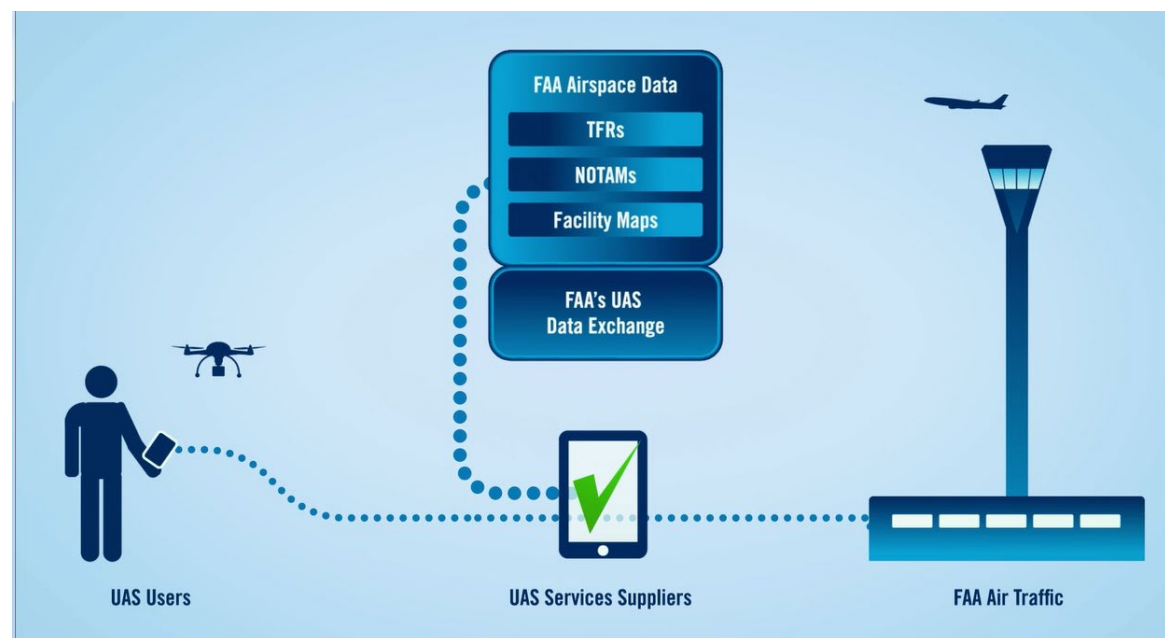 FAA Airspace Data
TFRs
NOTAMs
Facility Maps
FAA's UAS
Data Exchange
UAS Users
UAS Services Suppliers
FAA Air Traffic